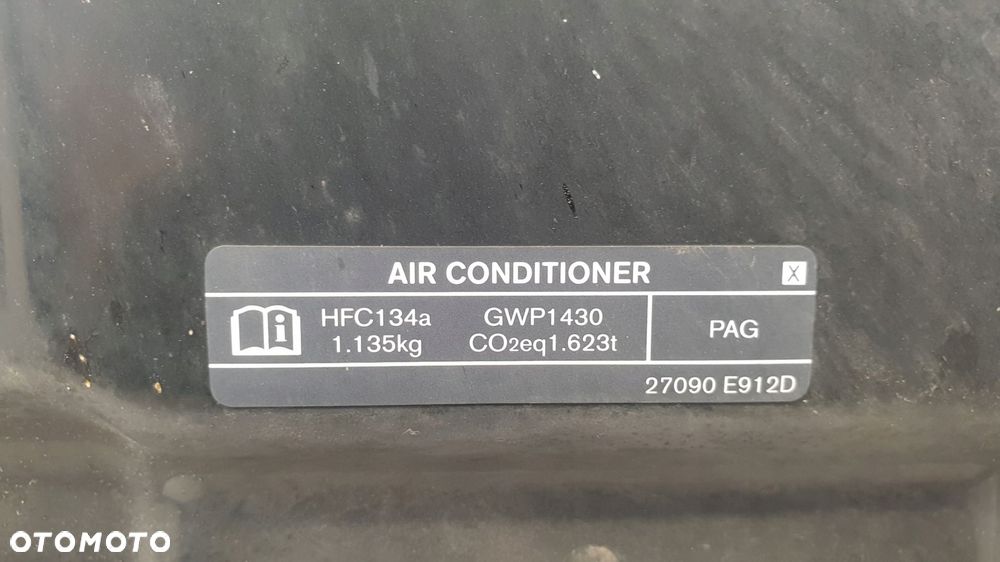 AIR CONDITIONER X
i HFC134a GWP1430 PAG
1.135kg CO2eq1.623t
27090 E912D
OTOMOTO